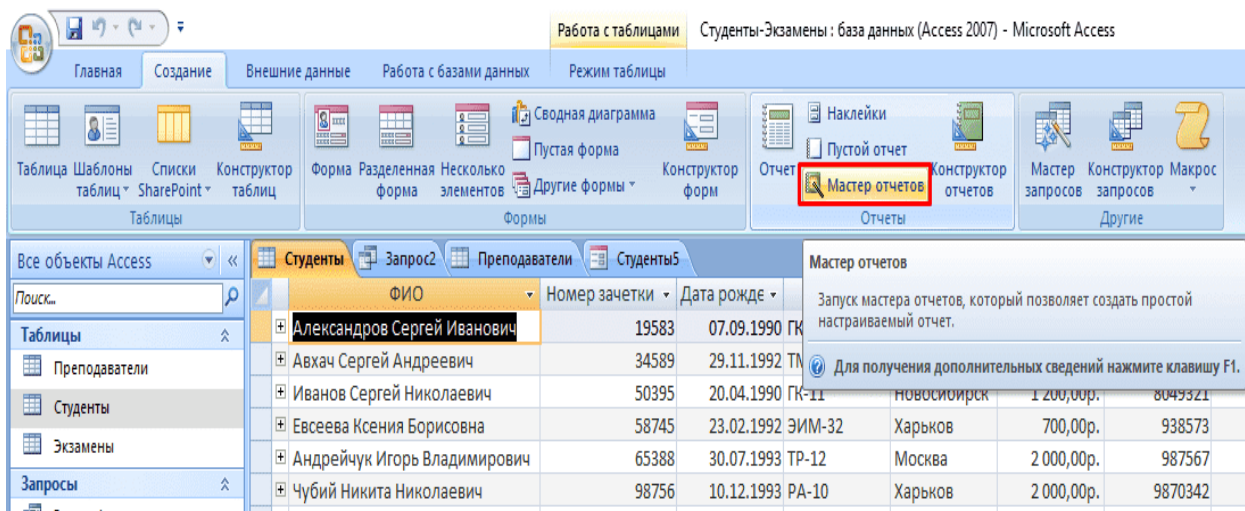 Работа с таблицами
Студенты-Экзамены : база данных (Access 2007) - Microsoft Access
Главная Создание Внешние данные Работа с базами данных Режим таблицы
Таблица
Шаблоны таблиц
Списки SharePoint
Конструктор таблиц
Таблицы
Форма
Разделенная форма
Несколько элементов
Сводная диаграмма
Пустая форма
Другие формы
Конструктор форм
Формы
Отчет
Наклейки
Пустой отчет
Мастер отчетов
Конструктор отчетов
Отчеты
Мастер запросов
Конструктор запросов
Макрос
Другие
Все объекты Access
Поиск...
Таблицы
Преподаватели
Студенты
Экзамены
Запросы
Студенты Запрос2 Преподаватели Студенты5
ФИО Номер зачетки Дата рожде
Александров Сергей Иванович 19583 07.09.1990 ГК
Авхач Сергей Андреевич 34589 29.11.1992
Иванов Сергей Николаевич 50395 20.04.1990 ГК-11 Новосибирск 1 200,00р. 8049321
Евсеева Ксения Борисовна 58745 23.02.1992 ЭИМ-32 Харьков 700,00р. 938573
Андрейчук Игорь Владимирович 65388 30.07.1993 ТР-12 Москва 2 000,00р. 987567
Чубий Никита Николаевич 98756 10.12.1993 РА-10 Харьков 2 000,00р. 9870342
Мастер отчетов
Запуск мастера отчетов, который позволяет создать простой
настраиваемый отчет.
Для получения дополнительных сведений нажмите клавишу F1.